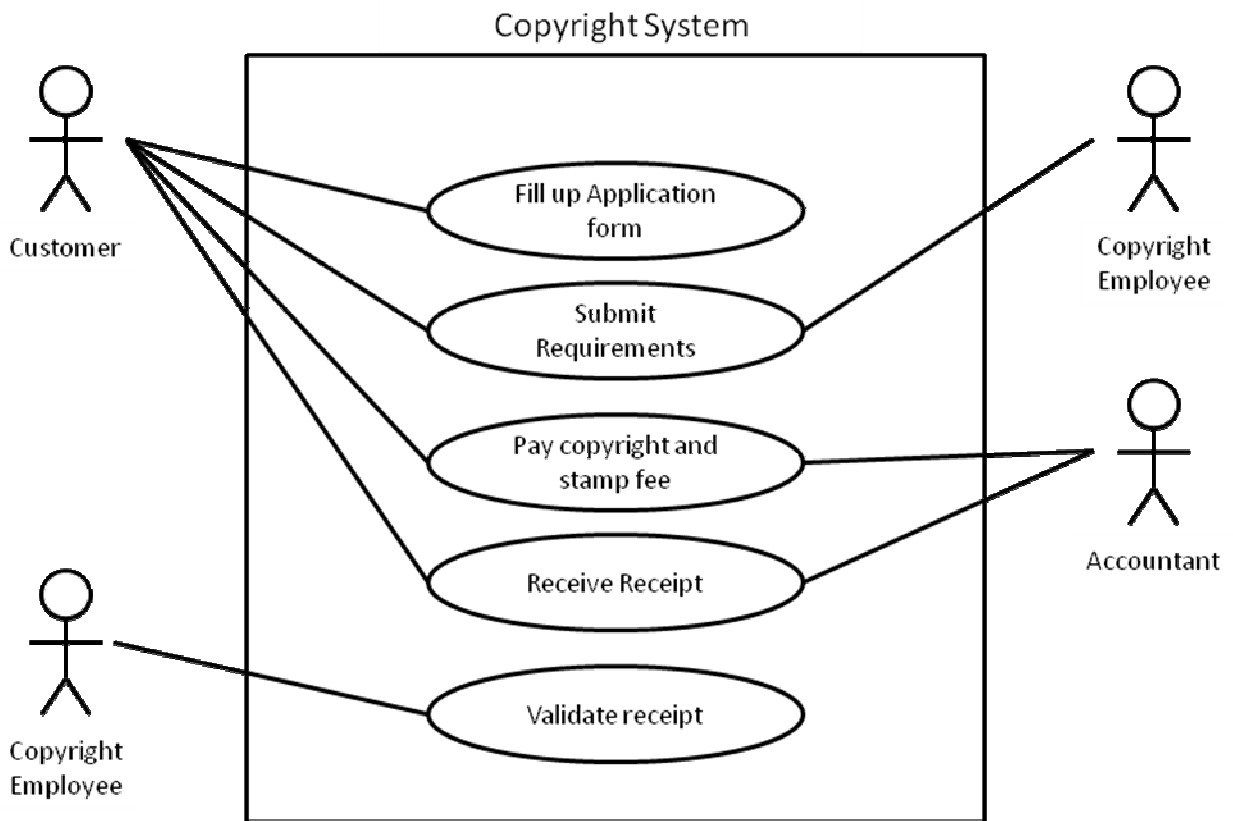 Copyright System
Customer
Fill up Application
form
Copyright
Employee
Submit
Requirements
Pay copyright and
stamp fee
Accountant
Receive Receipt
Copyright
Employee
Validate receipt